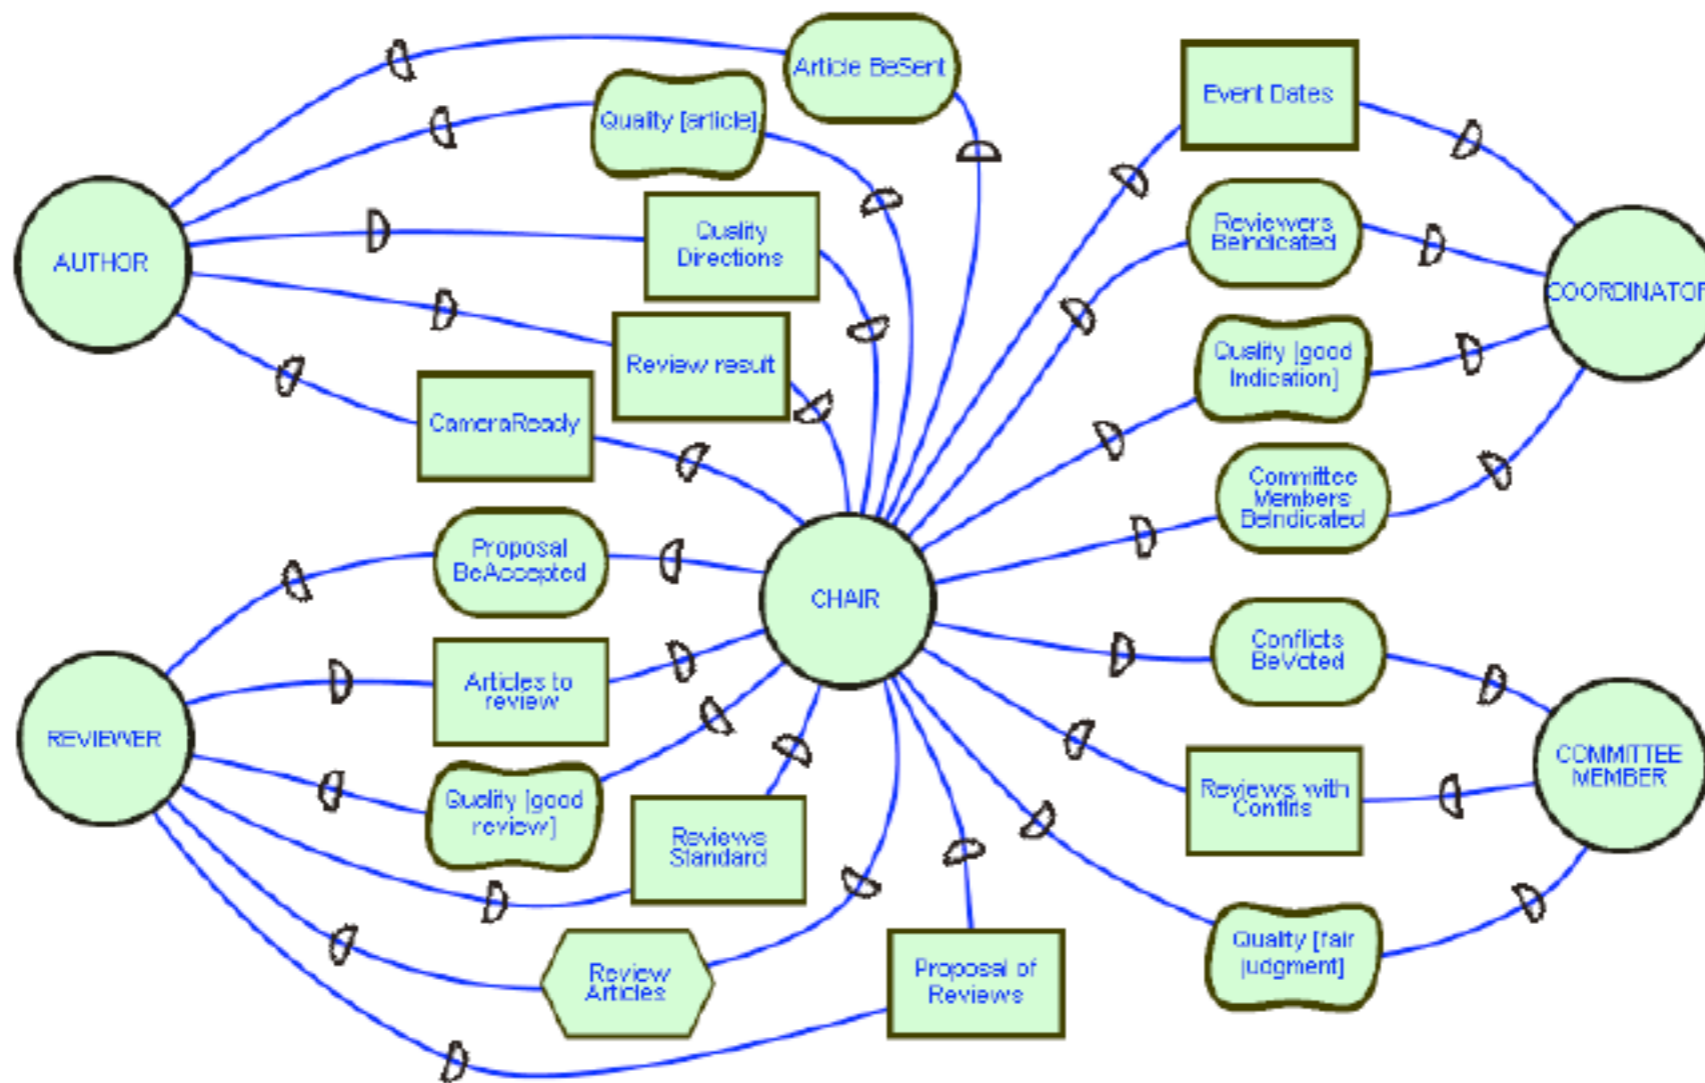 Article BeSent
Event Dates
Quality [article]
Reviewers
BeIndicated
Quality
Directions
AUTHOR
COORDINATOR
Quality [good
Indication]
Review result
CameraReady
Committee
Members
BeIndicated
Proposal
BeAccepted
CHAIR
Conflicts
BeVoted
Articles to
review
REVIEWER
COMMITTEE
MEMBER
Quality [good
review]
Reviews with
Conflits
Reviews
Standard
Quality [fair
judgment]
Review
Articles
Proposal of
Reviews